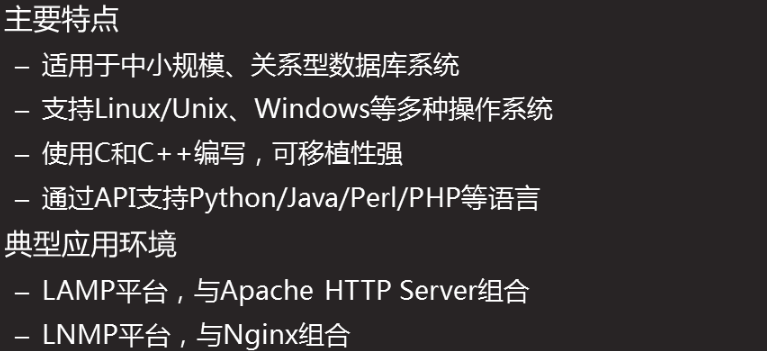 主要特点
– 适用于中小规模、关系型数据库系统
– 支持Linux/Unix、Windows等多种操作系统
– 使用C和C++编写，可移植性强
– 通过API支持Python/Java/Perl/PHP等语言
典型应用环境
– LAMP平台，与Apache HTTP Server组合
– LNMP平台，与Nginx组合